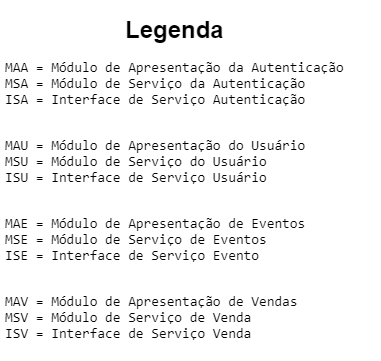 Legenda
MAA = Módulo de Apresentação da Autenticação
MSA = Módulo de Serviço da Autenticação
ISA = Interface de Serviço Autenticação
MAU = Módulo de Apresentação do Usuário
MSU = Módulo de Serviço do Usuário
ISU = Interface de Serviço Usuário
MAE = Módulo de Apresentação de Eventos
MSE = Módulo de Serviço de Eventos
ISE = Interface de Serviço Evento
MAV = Módulo de Apresentação de Vendas
MSV = Módulo de Serviço de Venda
ISV = Interface de Serviço Venda